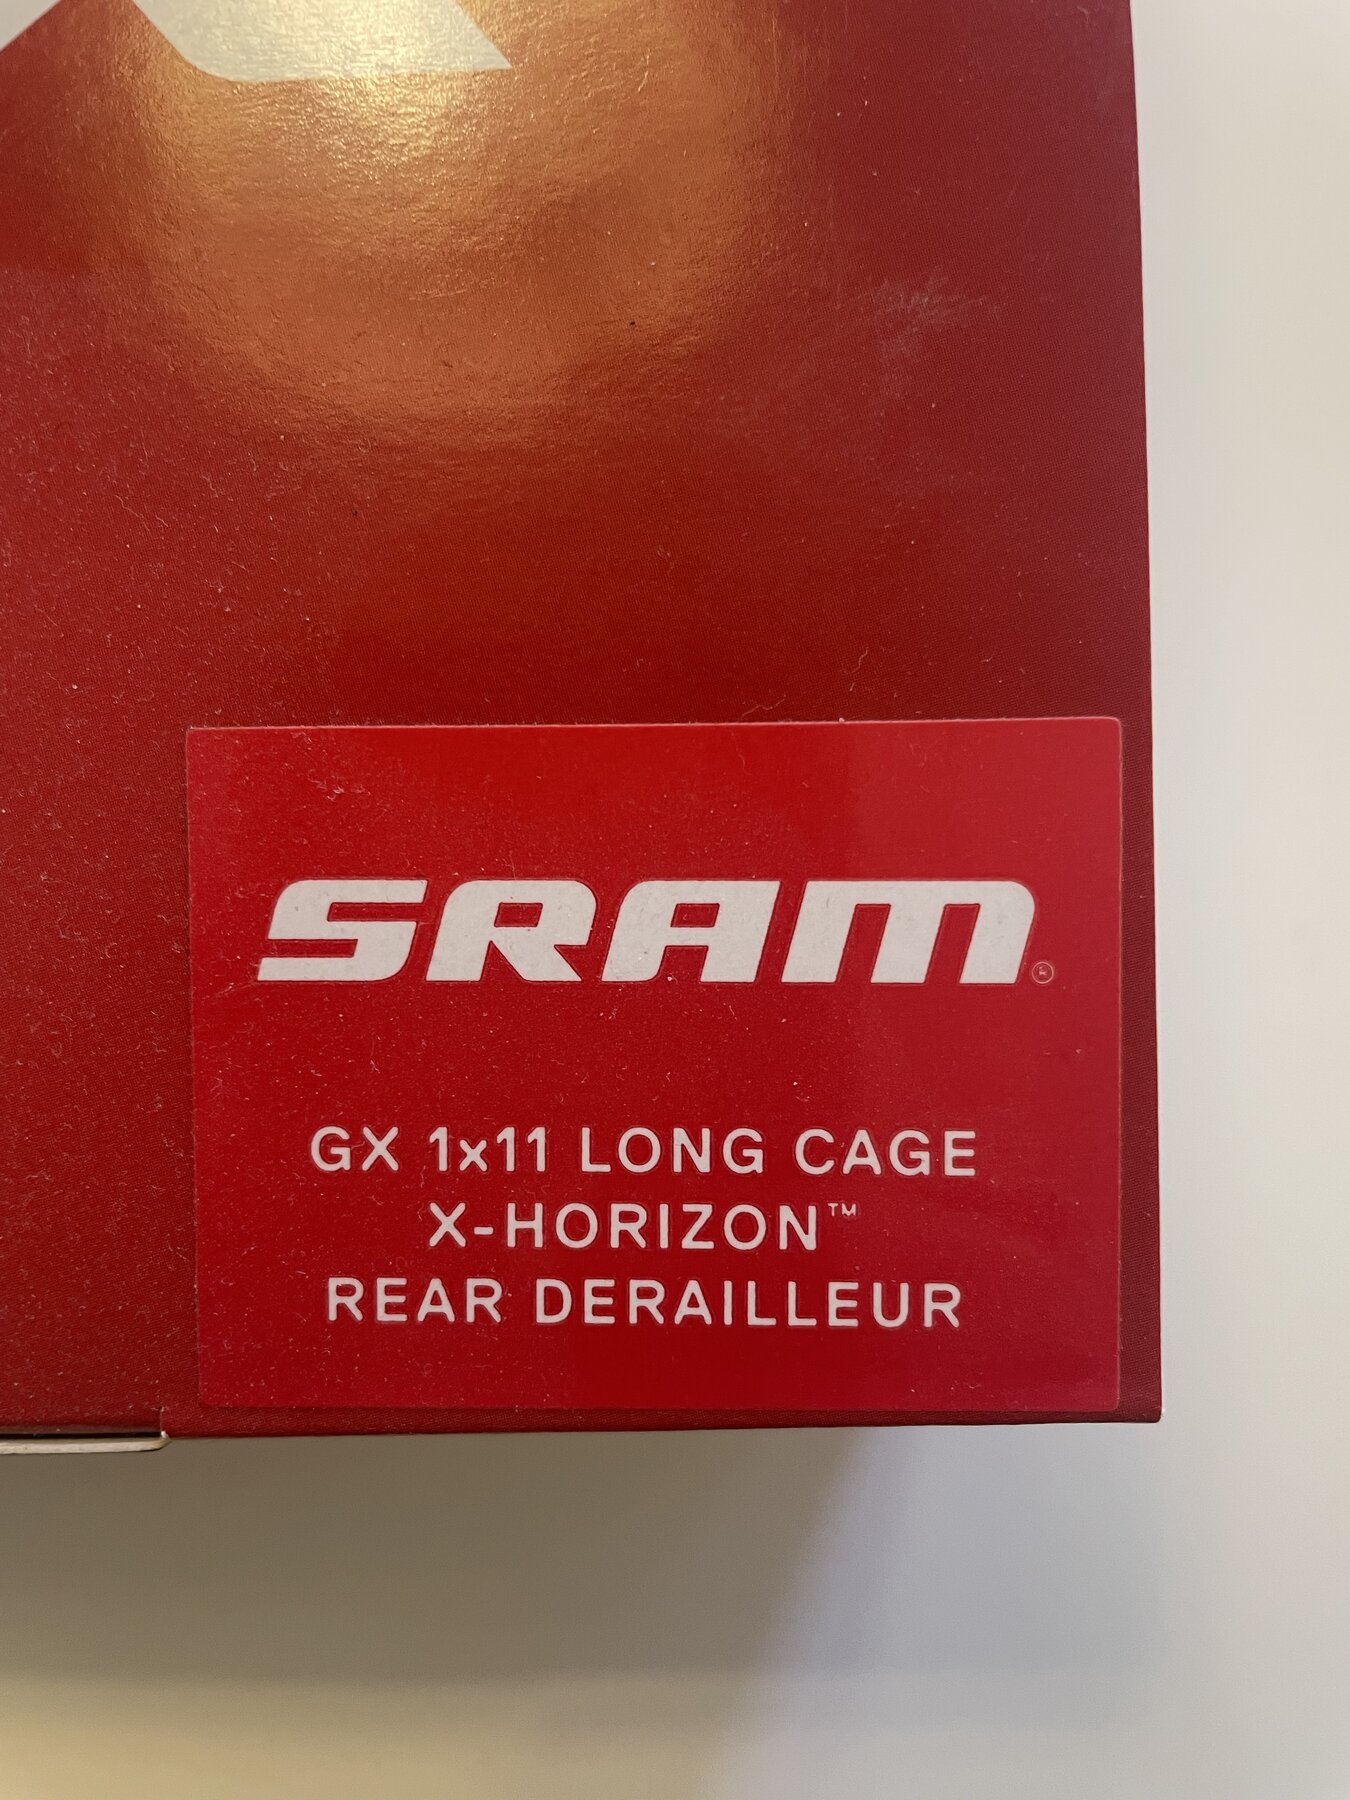 SRAM®
GX 1x11 LONG CAGE
X-HORIZON™
REAR DERAILLEUR